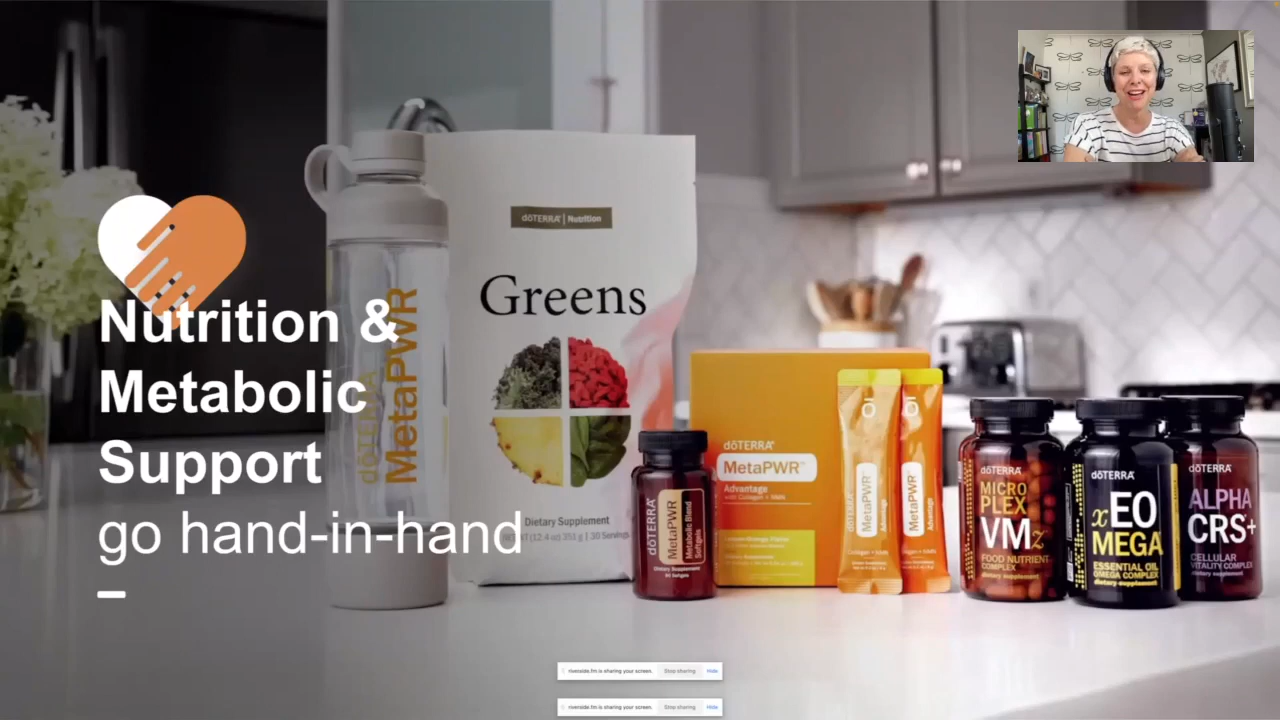 Nutrition &
Metabolic
Support
go hand-in-hand
dōTERRA
MetaPWR
dōTERRA | Nutrition
Greens
Dietary Supplement
dōTERRA
MetaPWR
Metabolic Blend
Softgels
Dietary Supplement
dōTERRA
MetaPWR
Advantage
with Collagen + NMN
ō
MetaPWR
ō
MetaPWR
Advantage
dōTERRA
MICRO
PLEX
VMz
FOOD NUTRIENT
COMPLEX
dietary supplement
dōTERRA
xEO
MEGA
ESSENTIAL OIL
OMEGA COMPLEX
dietary supplement
dōTERRA
ALPHA
CRS+
CELLULAR
VITALITY COMPLEX
dietary supplement
riverside.fm is sharing your screen. Stop sharing Hide
riverside.fm is sharing your screen. Stop sharing Hide